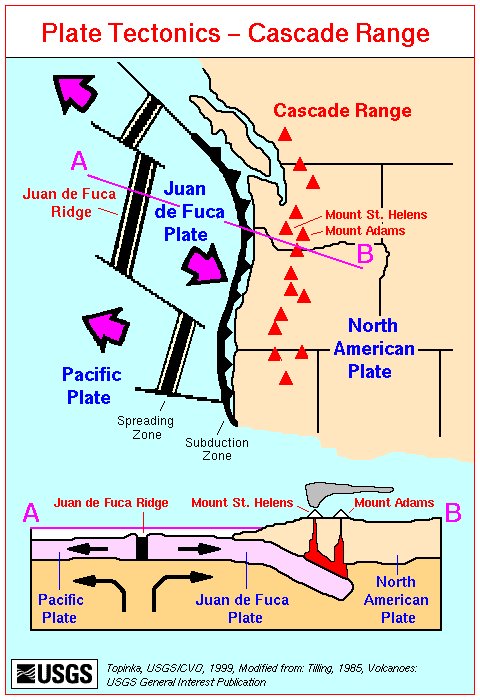 Plate Tectonics – Cascade Range
Cascade Range
A
Juan de Fuca
Ridge
Juan
de Fuca
Plate
Mount St. Helens
Mount Adams
B
North
American
Plate
Pacific
Plate
Spreading
Zone
Subduction
Zone
A
Juan de Fuca Ridge
Mount St. Helens
Mount Adams
B
Pacific
Plate
Juan de Fuca
Plate
North
American
Plate
USGS
Topinka, USGS/CVO, 1999, Modified from: Tilling, 1985, Volcanoes:
USGS General Interest Publication